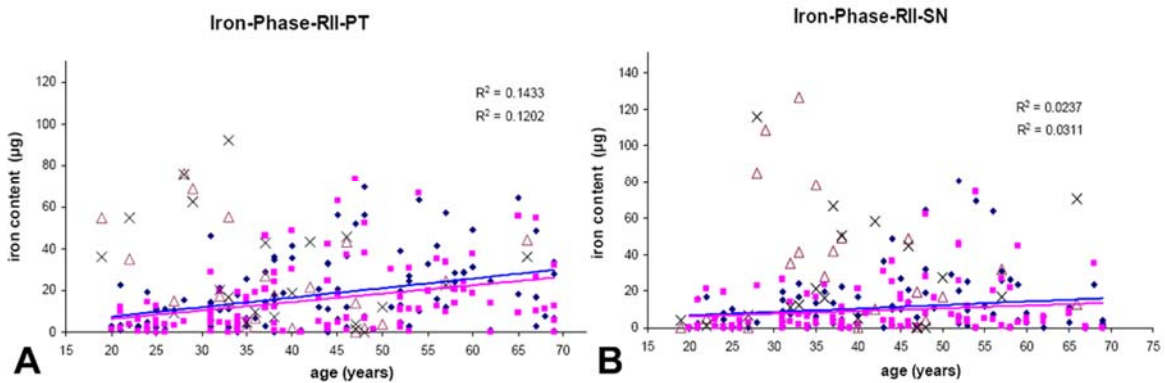 Iron-Phase-RII-PT
120
100
80
60
40
20
0
iron content (µg)
R² = 0.1433
R² = 0.1202
15 20 25 30 35 40 45 50 55 60 65 70
age (years)
A
Iron-Phase-RII-SN
140
120
100
80
60
40
20
0
iron content (µg)
R² = 0.0237
R² = 0.0311
15 19 25 30 35 40 45 50 55 60 65 70 75
age (years)
B